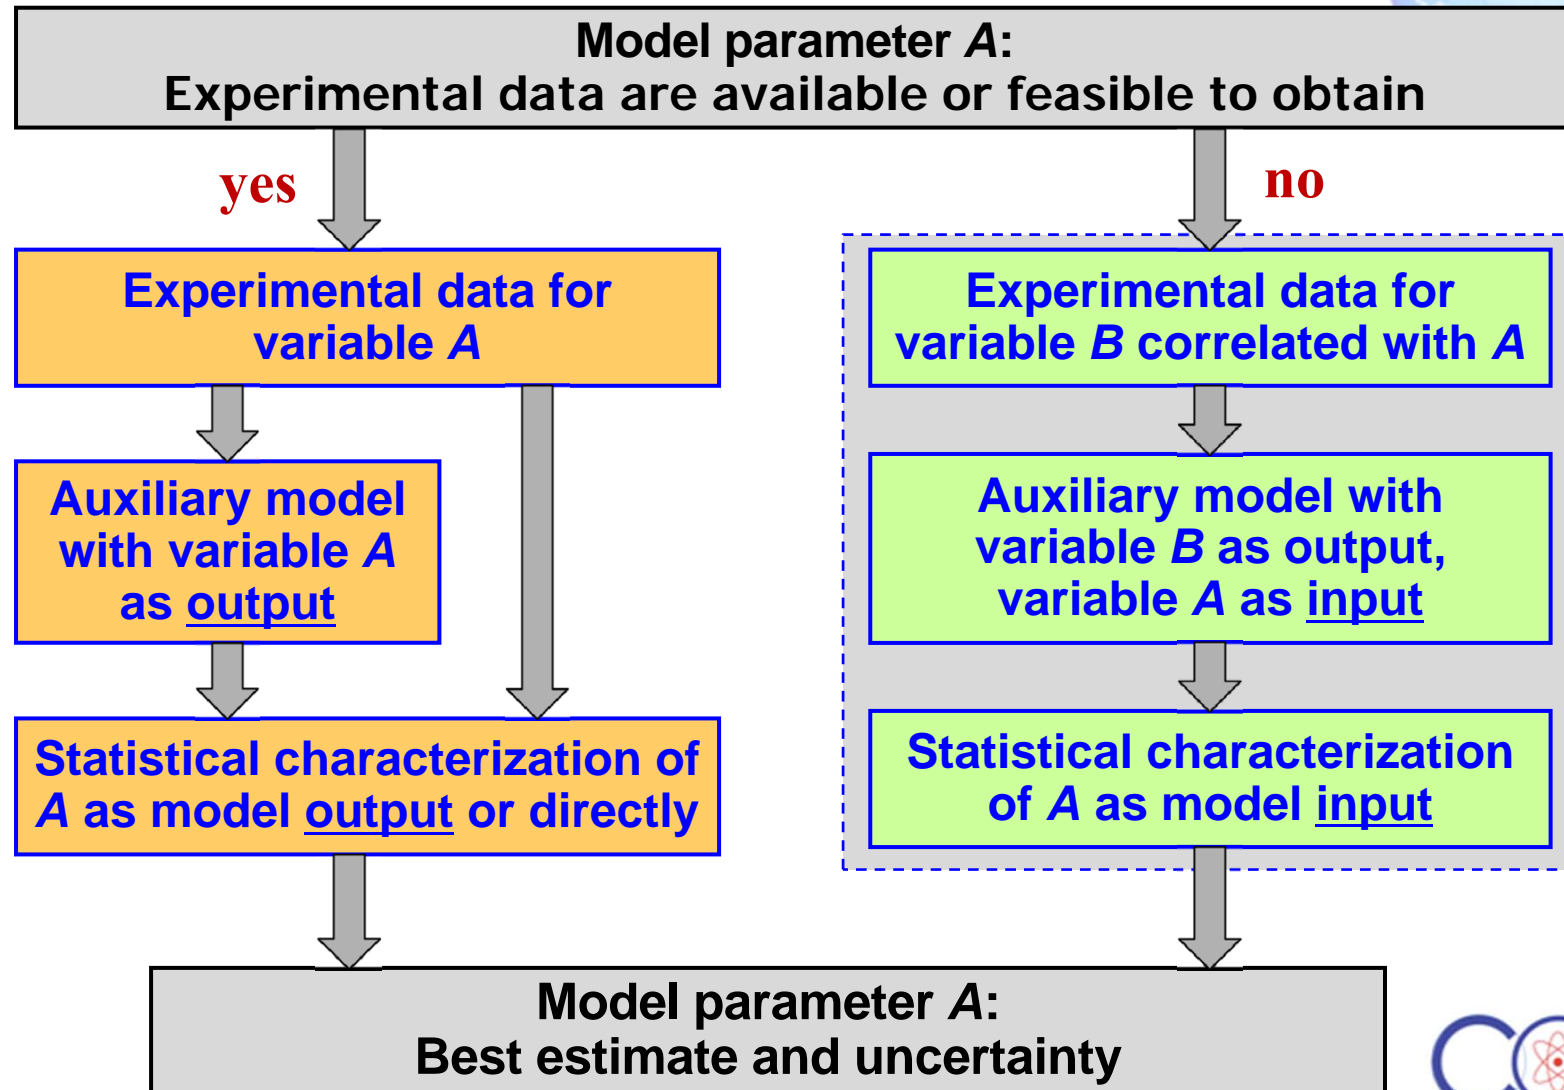 Model parameter A:
Experimental data are available or feasible to obtain
yes
no
Experimental data for
variable A
Experimental data for
variable B correlated with A
Auxiliary model
with variable A
as output
Auxiliary model with
variable B as output,
variable A as input
Statistical characterization of
A as model output or directly
Statistical characterization
of A as model input
Model parameter A:
Best estimate and uncertainty